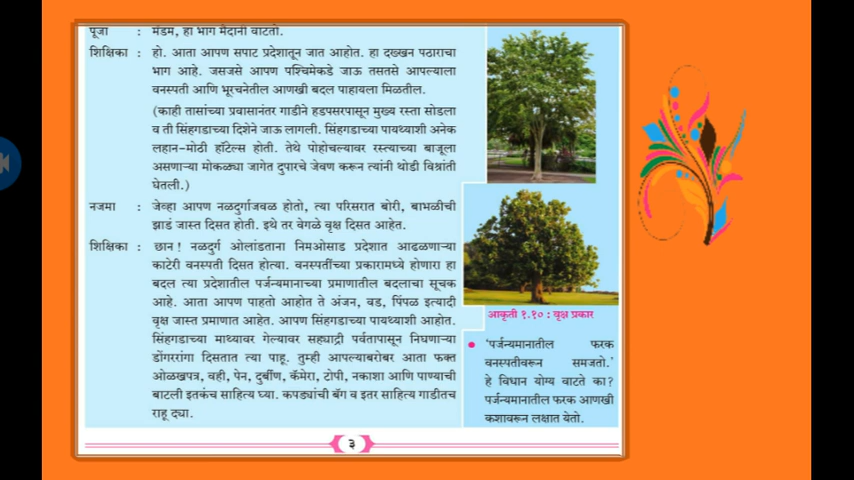 पूजा : मॅडम, हा भाग मैदानी वाटतो.
शिक्षिका : हो. आता आपण सपाट प्रदेशातून जात आहोत. हा दख्खन पठाराचा
भाग आहे. जसजसे आपण पश्चिमेकडे जाऊ तसतसे आपल्याला
वनस्पती आणि भूरचनेतील आणखी बदल पाहायला मिळतील.
(काही तासांच्या प्रवासानंतर गाडीने हडपसरपासून मुख्य रस्ता सोडला
व ती सिंहगडाच्या दिशेने जाऊ लागली. सिंहगडाच्या पायथ्याशी अनेक
लहान-मोठी हॉटेल्स होती. तेथे पोहोचल्यावर रस्त्याच्या बाजूला
असणाऱ्या मोकळ्या जागेत दुपारचे जेवण करून त्यांनी थोडी विश्रांती
घेतली.)
नजमा : जेव्हा आपण नळदुर्गाजवळ होतो, त्या परिसरात बोरी, बाभळीची
झाडं जास्त दिसत होती. इथे तर वेगळे वृक्ष दिसत आहेत.
शिक्षिका : छान ! नळदुर्ग ओलांडताना निमओसाड प्रदेशात आढळणाऱ्या
काटेरी वनस्पती दिसत होत्या. वनस्पतींच्या प्रकारामध्ये होणारा हा
बदल त्या प्रदेशातील पर्जन्यमानाच्या प्रमाणातील बदलाचा सूचक
आहे. आता आपण पाहतो आहोत ते अंजन, वड, पिंपळ इत्यादी
वृक्ष जास्त प्रमाणात आहेत. आपण सिंहगडाच्या पायथ्याशी आहोत.
सिंहगडाच्या माथ्यावर गेल्यावर सह्याद्री पर्वतापासून निघणाऱ्या
डोंगररांगा दिसतात त्या पाहू. तुम्ही आपल्याबरोबर आता फक्त
ओळखपत्र, वही, पेन, दुर्बीण, कॅमेरा, टोपी, नकाशा आणि पाण्याची
बाटली इतकंच साहित्य घ्या. कपड्यांची बॅग व इतर साहित्य गाडीतच
राहू द्या.
आकृती १.१० : वृक्ष प्रकार
● 'पर्जन्यमानातील फरक
वनस्पतीवरून समजतो.'
हे विधान योग्य वाटते का?
पर्जन्यमानातील फरक आणखी
कशावरून लक्षात येतो.
३